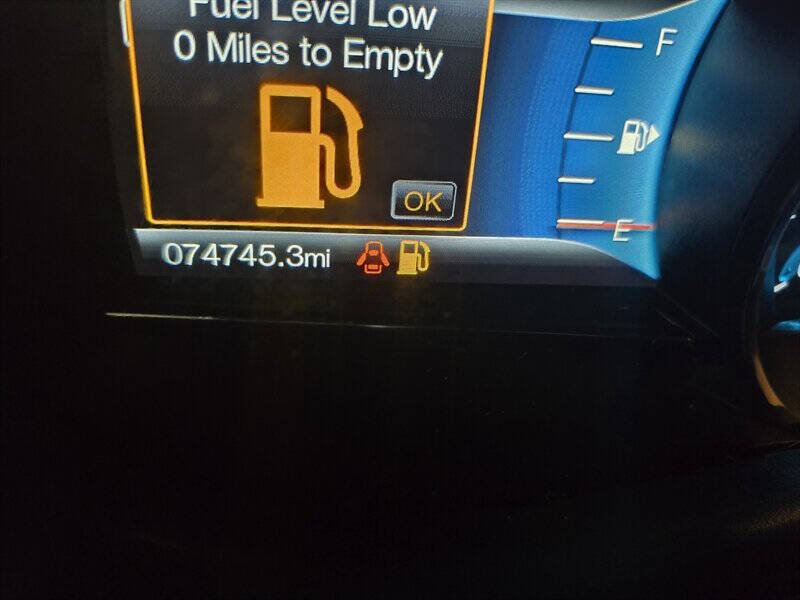 Fuel Level Low
0 Miles to Empty
OK
F
E
074745.3mi